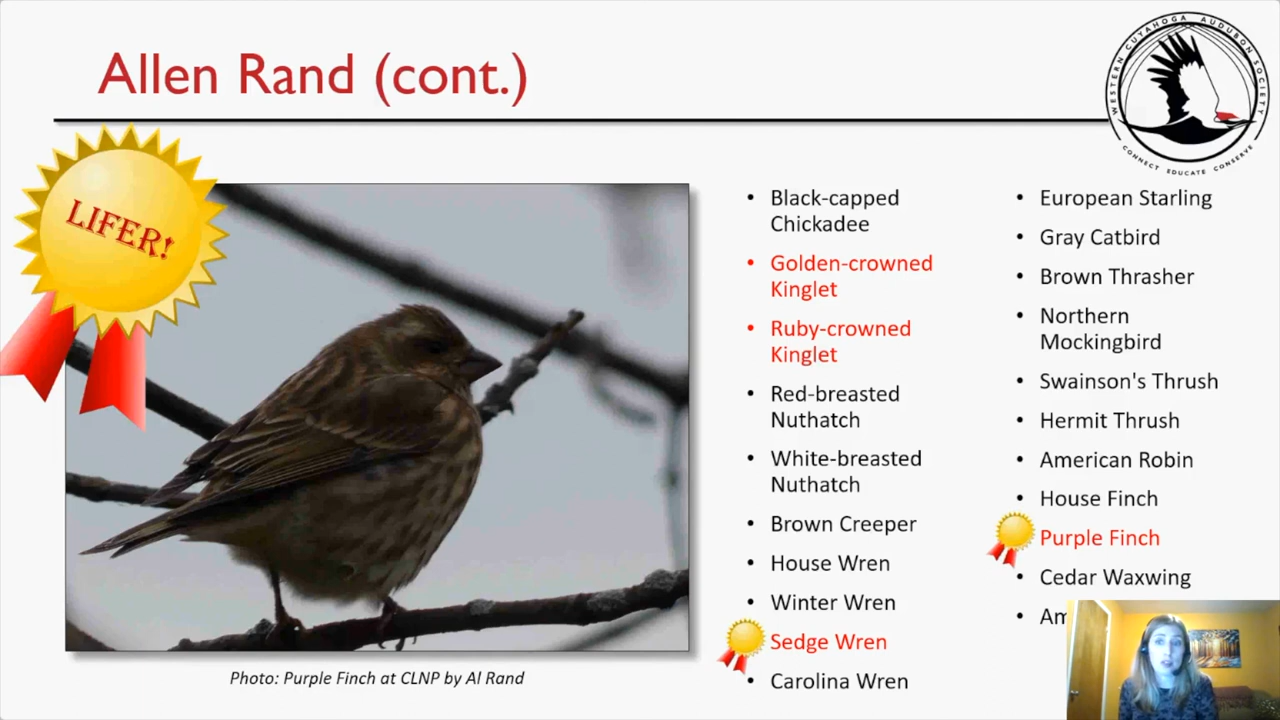 Allen Rand (cont.)
WESTERN CUYAHOGA AUDUBON SOCIETY
CONNECT EDUCATE CONSERVE
LIFER!
• Black-capped
Chickadee
• Golden-crowned
Kinglet
• Ruby-crowned
Kinglet
• Red-breasted
Nuthatch
• White-breasted
Nuthatch
• Brown Creeper
• House Wren
• Winter Wren
Sedge Wren
• Carolina Wren
• European Starling
• Gray Catbird
• Brown Thrasher
• Northern
Mockingbird
• Swainson's Thrush
• Hermit Thrush
• American Robin
• House Finch
Purple Finch
• Cedar Waxwing
• Am
Photo: Purple Finch at CLNP by Al Rand